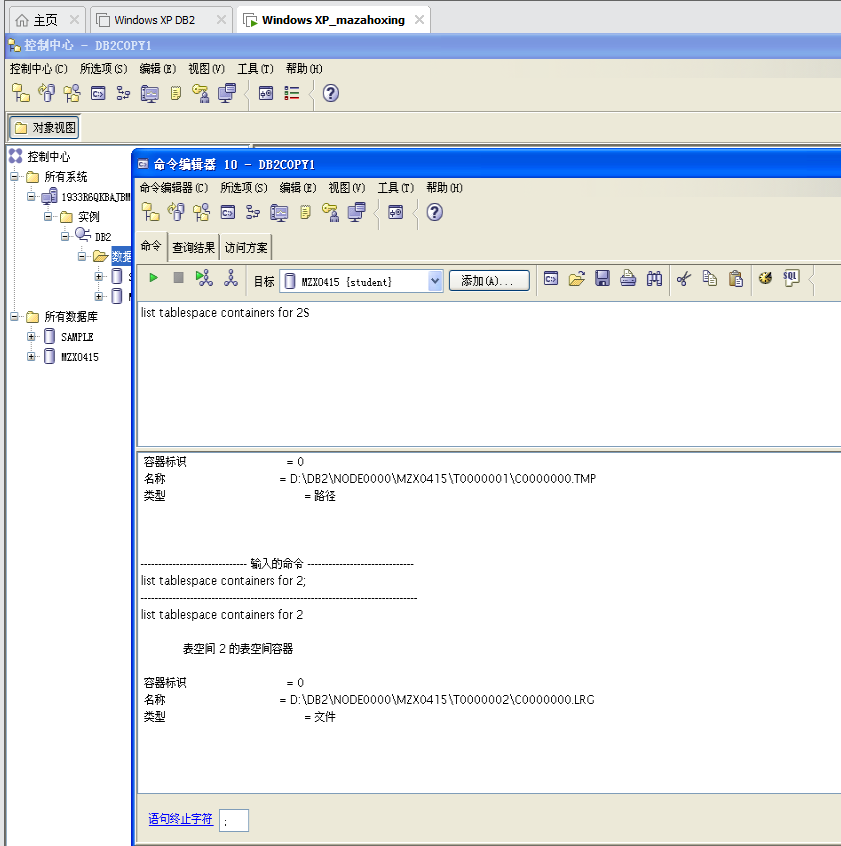 主页
Windows XP DB2
Windows XP_mazahoxing
控制中心 - DB2COPY1
控制中心(C) 所选项(S) 编辑(E) 视图(V) 工具(T) 帮助(H)
对象视图
控制中心
所有系统
1933R6QKBAJBM
实例
DB2
数据
所有数据库
SAMPLE
MZX0415
命令编辑器 10 - DB2COPY1
命令编辑器(C) 所选项(S) 编辑(E) 视图(V) 工具(T) 帮助(H)
命令 查询结果 访问方案
目标 MZX0415 {student} 添加(A)... SQL
list tablespace containers for 2S
容器标识 = 0
名称 = D:\DB2\NODE0000\MZX0415\T0000001\C0000000.TMP
类型 = 路径
------------------------------ 输入的命令 ------------------------------
list tablespace containers for 2;
------------------------------------------------------------------------------
list tablespace containers for 2
表空间 2 的表空间容器
容器标识 = 0
名称 = D:\DB2\NODE0000\MZX0415\T0000002\C0000000.LRG
类型 = 文件
语句终止字符 ;